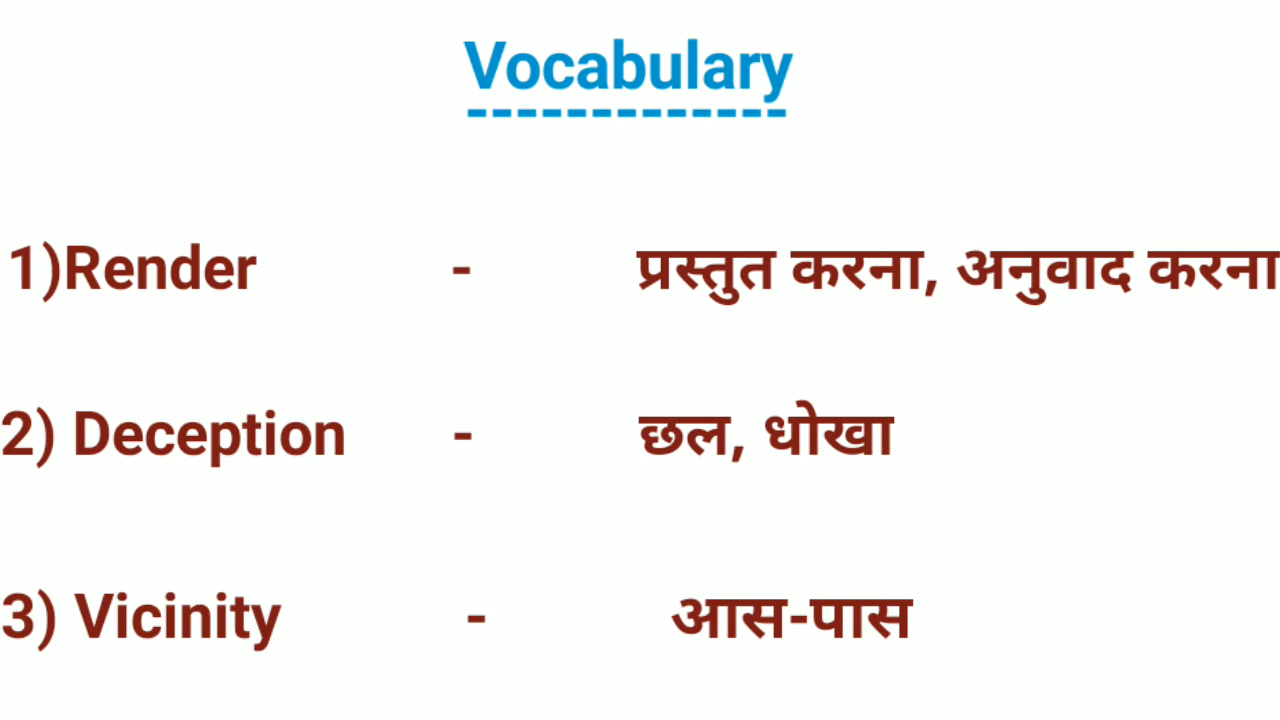 Vocabulary
-------------
1)Render - प्रस्तुत करना, अनुवाद करना
2) Deception - छल, धोखा
3) Vicinity - आस-पास